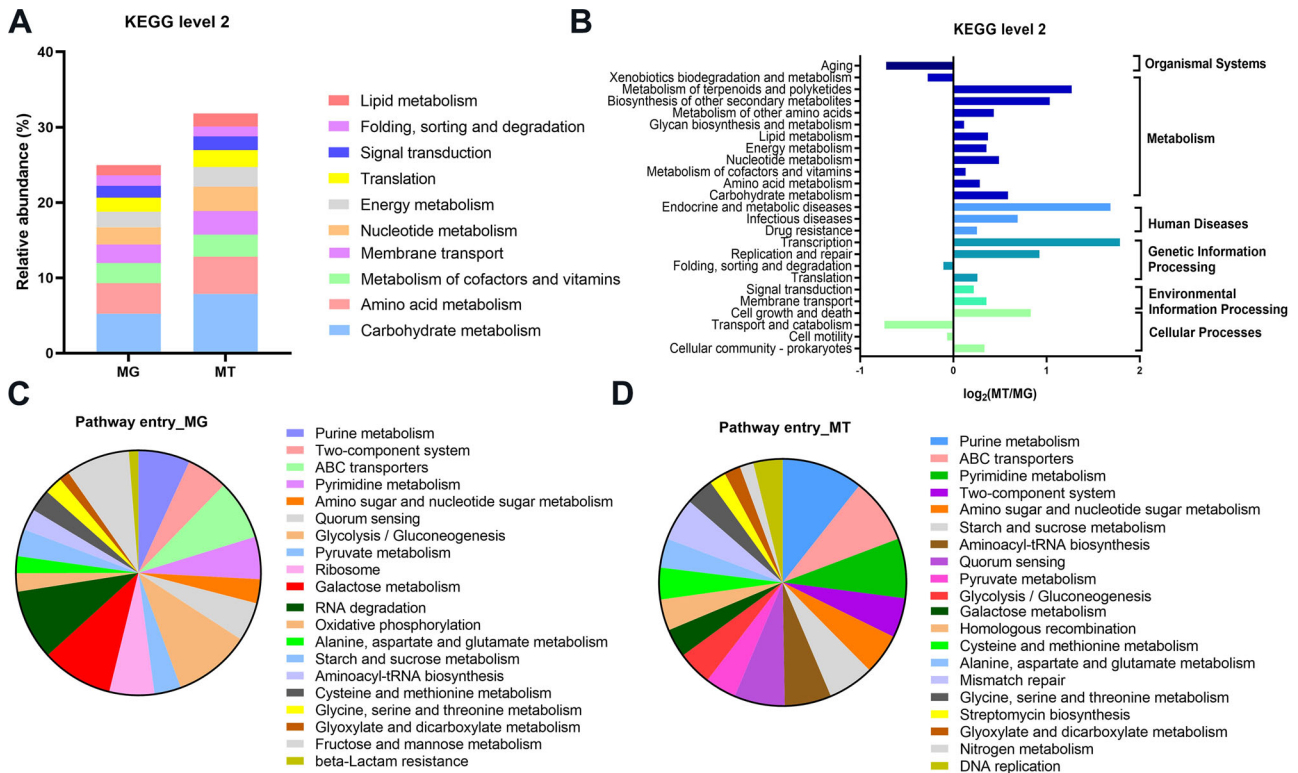 A
KEGG level 2
Relative abundance (%)
40
30
20
10
0
MG
MT
Lipid metabolism
Folding, sorting and degradation
Signal transduction
Translation
Energy metabolism
Nucleotide metabolism
Membrane transport
Metabolism of cofactors and vitamins
Amino acid metabolism
Carbohydrate metabolism
B
KEGG level 2
Aging
Xenobiotics biodegradation and metabolism
Metabolism of terpenoids and polyketides
Biosynthesis of other secondary metabolites
Metabolism of other amino acids
Glycan biosynthesis and metabolism
Lipid metabolism
Energy metabolism
Nucleotide metabolism
Metabolism of cofactors and vitamins
Amino acid metabolism
Carbohydrate metabolism
Endocrine and metabolic diseases
Infectious diseases
Drug resistance
Transcription
Replication and repair
Folding, sorting and degradation
Translation
Signal transduction
Membrane transport
Cell growth and death
Transport and catabolism
Cell motility
Cellular community - prokaryotes
Organismal Systems
Metabolism
Human Diseases
Genetic Information
Processing
Environmental
Information Processing
Cellular Processes
-1
0
1
2
log2(MT/MG)
C
Pathway entry_MG
Purine metabolism
Two-component system
ABC transporters
Pyrimidine metabolism
Amino sugar and nucleotide sugar metabolism
Quorum sensing
Glycolysis / Gluconeogenesis
Pyruvate metabolism
Ribosome
Galactose metabolism
RNA degradation
Oxidative phosphorylation
Alanine, aspartate and glutamate metabolism
Starch and sucrose metabolism
Aminoacyl-tRNA biosynthesis
Cysteine and methionine metabolism
Glycine, serine and threonine metabolism
Glyoxylate and dicarboxylate metabolism
Fructose and mannose metabolism
beta-Lactam resistance
D
Pathway entry_MT
Purine metabolism
ABC transporters
Pyrimidine metabolism
Two-component system
Amino sugar and nucleotide sugar metabolism
Starch and sucrose metabolism
Aminoacyl-tRNA biosynthesis
Quorum sensing
Pyruvate metabolism
Glycolysis / Gluconeogenesis
Galactose metabolism
Homologous recombination
Cysteine and methionine metabolism
Alanine, aspartate and glutamate metabolism
Mismatch repair
Glycine, serine and threonine metabolism
Streptomycin biosynthesis
Glyoxylate and dicarboxylate metabolism
Nitrogen metabolism
DNA replication